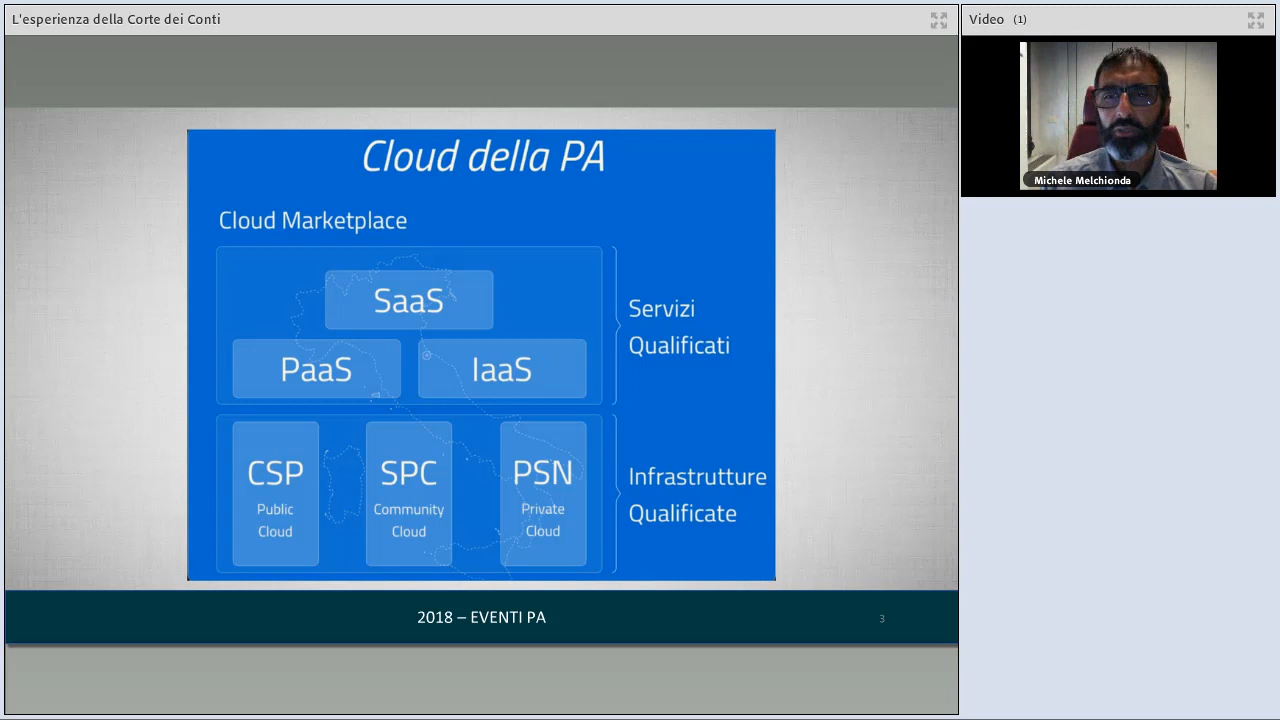 L'esperienza della Corte dei Conti
Video (1)
Michele Melchionda
Cloud della PA
Cloud Marketplace
SaaS
PaaS
IaaS
Servizi
Qualificati
CSP
Public
Cloud
SPC
Community
Cloud
PSN
Private
Cloud
Infrastrutture
Qualificate
2018 – EVENTI PA
3